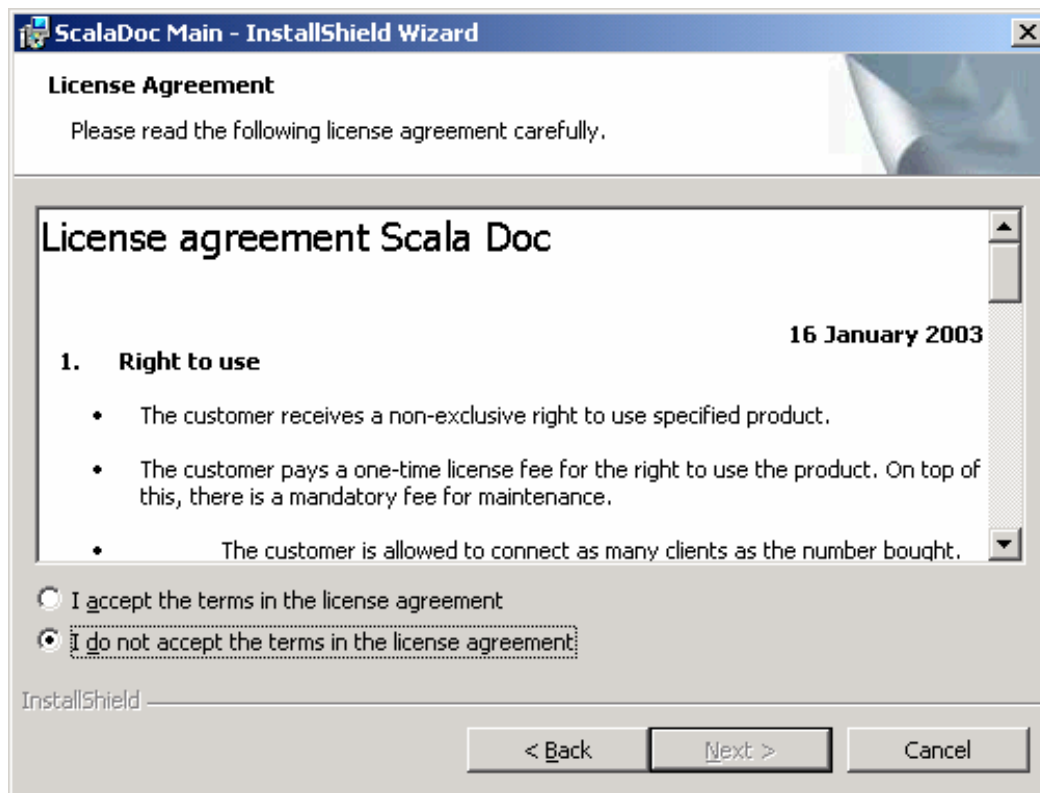 ScalaDoc Main - InstallShield Wizard
License Agreement
Please read the following license agreement carefully.
License agreement Scala Doc
16 January 2003
1. Right to use
• The customer receives a non-exclusive right to use specified product.
• The customer pays a one-time license fee for the right to use the product. On top of
this, there is a mandatory fee for maintenance.
• The customer is allowed to connect as many clients as the number bought.
I accept the terms in the license agreement
I do not accept the terms in the license agreement
InstallShield
< Back
Next >
Cancel